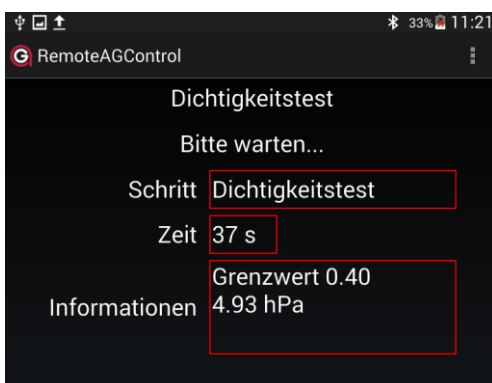 33% 11:21
RemoteAGControl
Dichtigkeitstest
Bitte warten...
Schritt Dichtigkeitstest
Zeit 37 s
Informationen Grenzwert 0.40
4.93 hPa